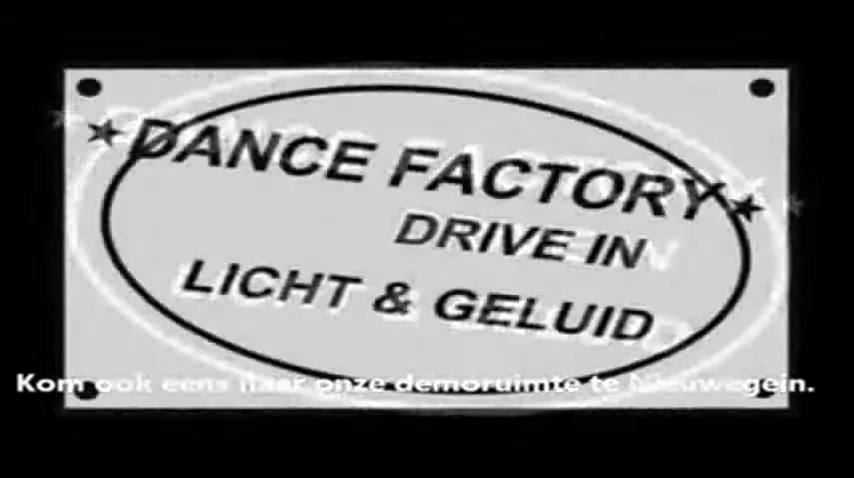 ★DANCE FACTORY★
DRIVE IN
LICHT & GELUID
Kom ook eens naar onze demoruimte te Nieuwegein.